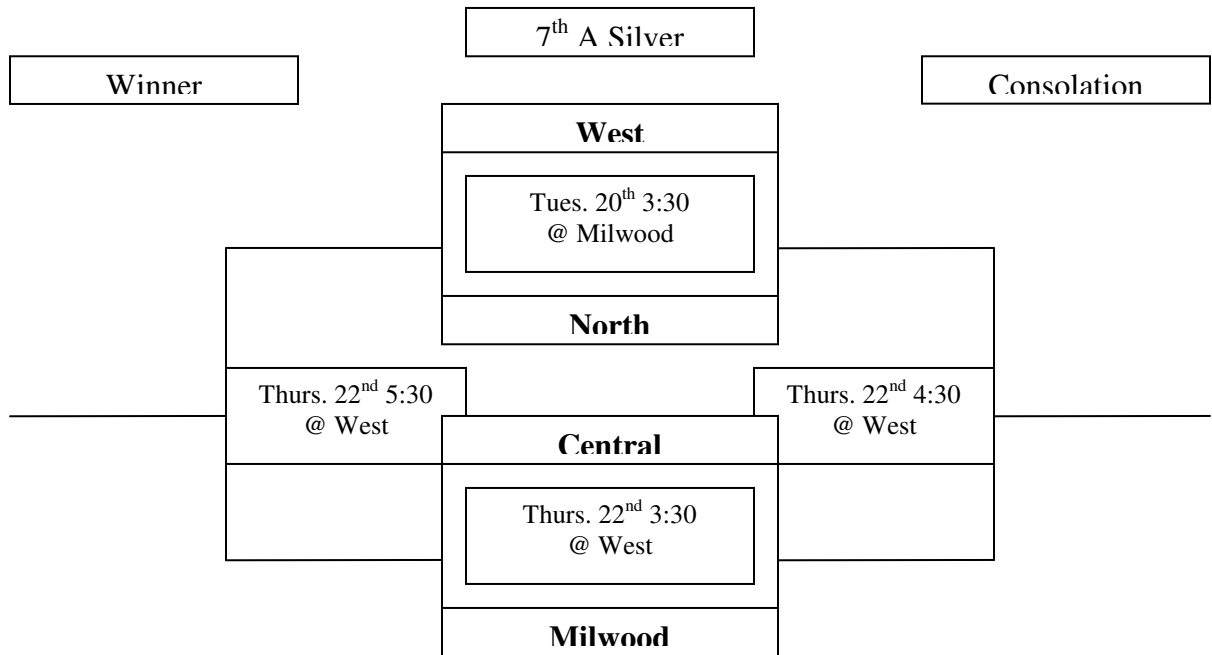 7th A Silver
Winner
Consolation
West
Tues. 20th 3:30
@ Milwood
North
Thurs. 22nd 5:30
@ West
Thurs. 22nd 4:30
@ West
Central
Thurs. 22nd 3:30
@ West
Milwood